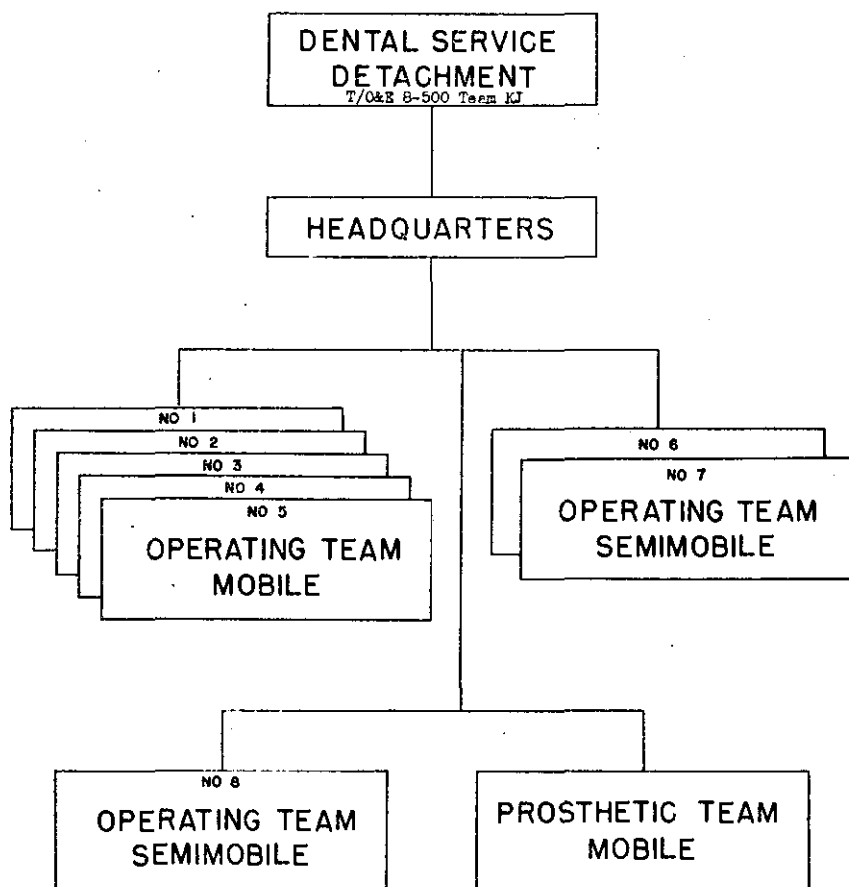 DENTAL SERVICE
DETACHMENT
T/O&E 8-500 Team KJ
HEADQUARTERS
NO 1
NO 2
NO 3
NO 4
NO 5
OPERATING TEAM
MOBILE
NO 6
NO 7
OPERATING TEAM
SEMIMOBILE
NO 8
OPERATING TEAM
SEMIMOBILE
PROSTHETIC TEAM
MOBILE